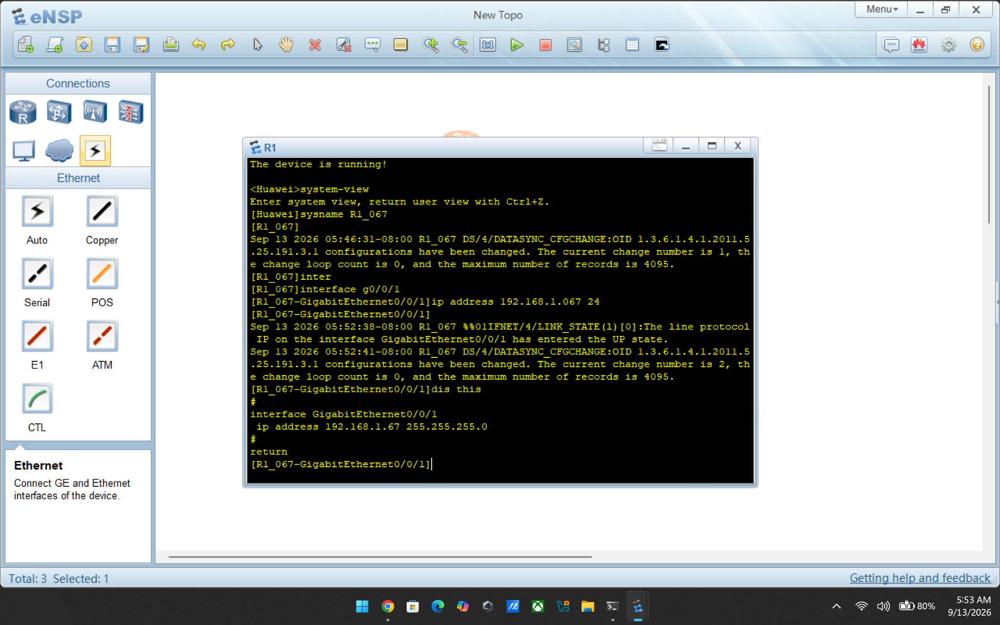 eNSP
New Topo
Menu
1:1
Connections
R
Ethernet
Auto
Copper
Serial
POS
E1
ATM
CTL
Ethernet
Connect GE and Ethernet
interfaces of the device.
R1
The device is running!
<Huawei>system-view
Enter system view, return user view with Ctrl+Z.
[Huawei]sysname R1_067
[R1_067]
Sep 13 2026 05:46:31-08:00 R1_067 DS/4/DATASYNC_CFGCHANGE:OID 1.3.6.1.4.1.2011.5
.25.191.3.1 configurations have been changed. The current change number is 1, th
e change loop count is 0, and the maximum number of records is 4095.
[R1_067]inter
[R1_067]interface g0/0/1
[R1_067-GigabitEthernet0/0/1]ip address 192.168.1.067 24
[R1_067-GigabitEthernet0/0/1]
Sep 13 2026 05:52:38-08:00 R1_067 %%01IFNET/4/LINK_STATE(l)[0]:The line protocol
 IP on the interface GigabitEthernet0/0/1 has entered the UP state.
Sep 13 2026 05:52:41-08:00 R1_067 DS/4/DATASYNC_CFGCHANGE:OID 1.3.6.1.4.1.2011.5
.25.191.3.1 configurations have been changed. The current change number is 2, th
e change loop count is 0, and the maximum number of records is 4095.
[R1_067-GigabitEthernet0/0/1]dis this
#
interface GigabitEthernet0/0/1
 ip address 192.168.1.67 255.255.255.0
#
return
[R1_067-GigabitEthernet0/0/1]
Total: 3 Selected: 1
Getting help and feedback
80%
5:53 AM
9/13/2026